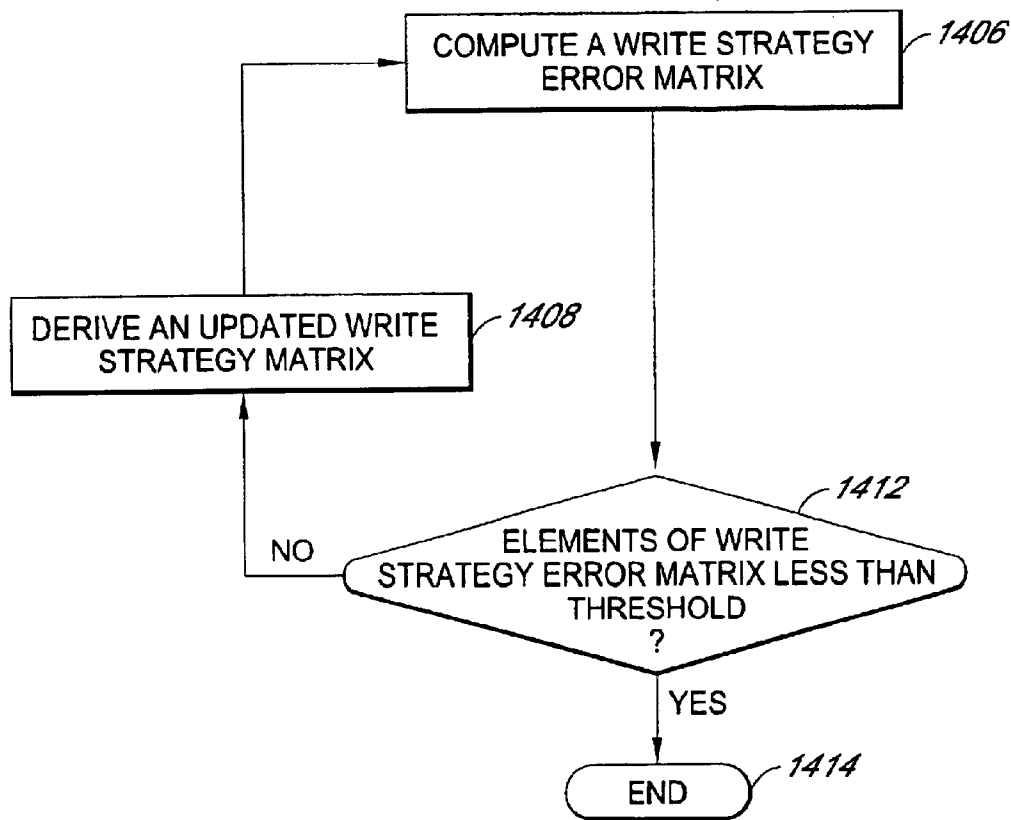 COMPUTE A WRITE STRATEGY
ERROR MATRIX
1406
DERIVE AN UPDATED WRITE
STRATEGY MATRIX
1408
1412
ELEMENTS OF WRITE
STRATEGY ERROR MATRIX LESS THAN
THRESHOLD
?
NO
YES
END
1414